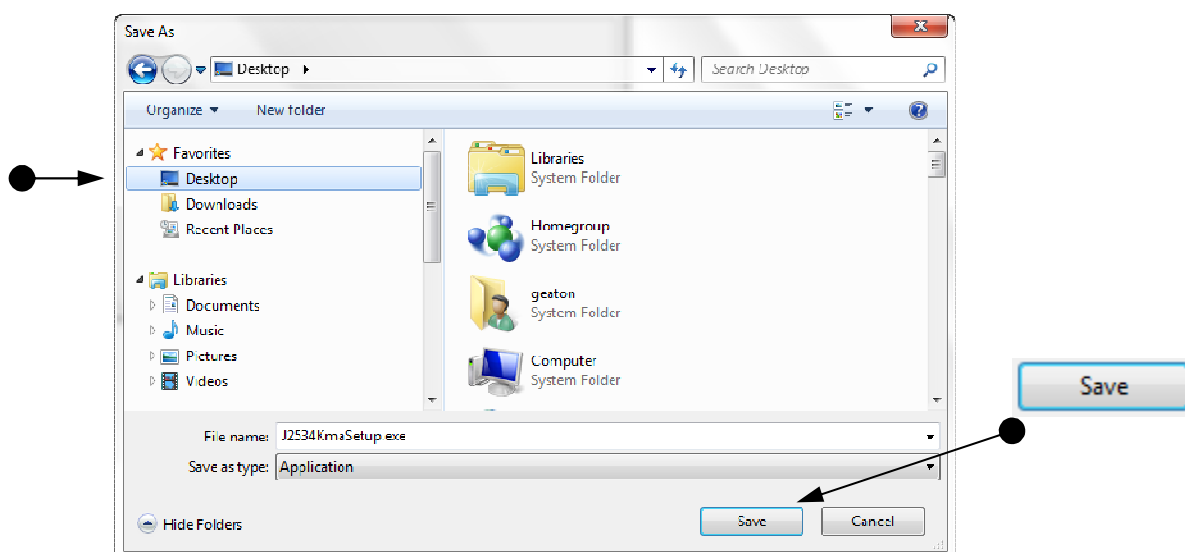 Save As
Desktop
Search Desktop
Organize
New folder
Favorites
Desktop
Downloads
Recent Places
Libraries
Documents
Music
Pictures
Videos
Libraries
System Folder
Homegroup
System Folder
geaton
System Folder
Computer
System Folder
Save
File name: J2534KmaSetup.exe
Save as type: Application
Hide Folders
Save
Cancel